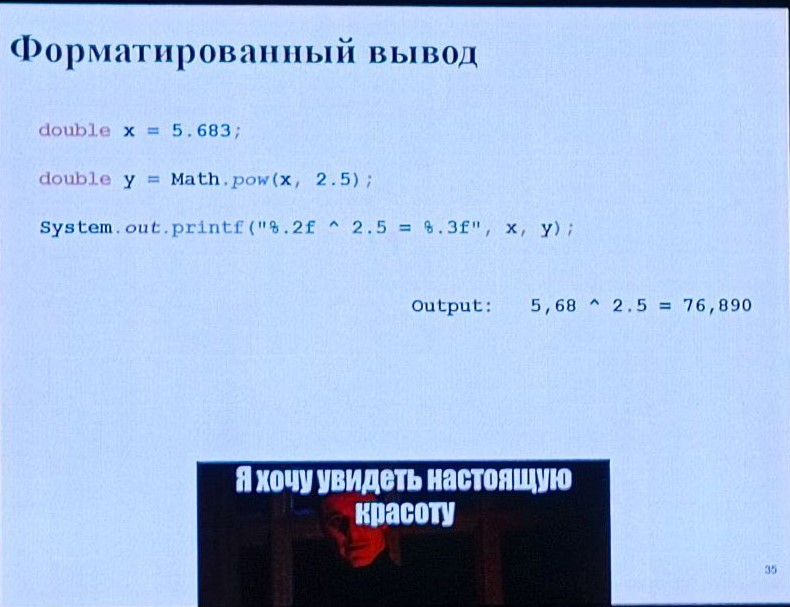 Форматированный вывод
double x = 5.683;
double y = Math.pow(x, 2.5);
System.out.printf("%.2f ^ 2.5 = %.3f", x, y);
Output: 5,68 ^ 2.5 = 76,890
Я хочу увидеть настоящую
красоту
35